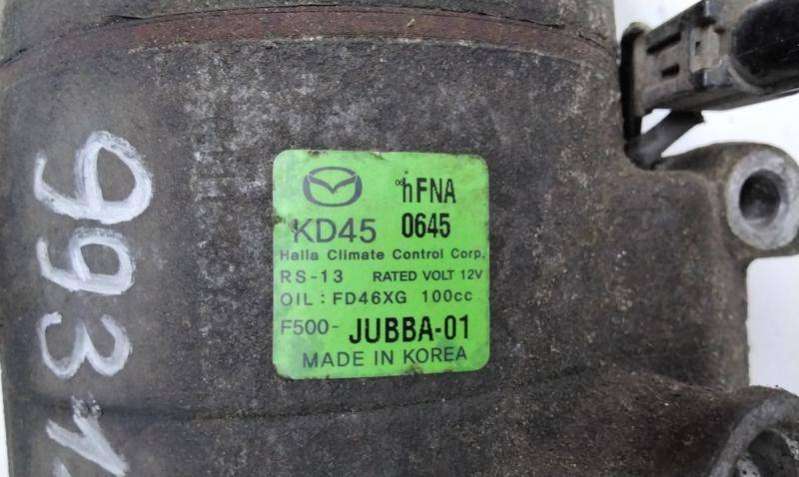 hFNA
KD45 0645
Halla Climate Control Corp.
RS-13 RATED VOLT 12V
OIL: FD46XG 100cc
F500- JUBBA-01
MADE IN KOREA
9931